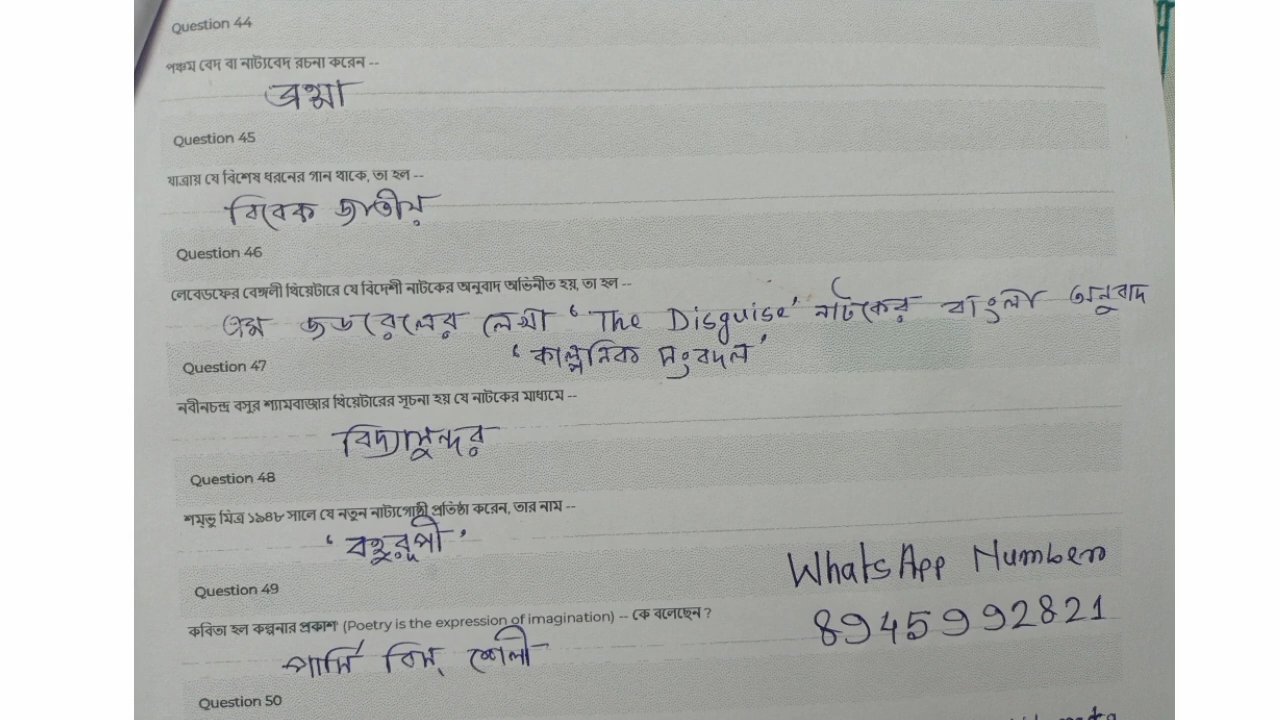 Question 44
পঞ্চম বেদ বা নাট্যবেদ রচনা করেন --
ব্রহ্মা
Question 45
যাত্রায় যে বিশেষ ধরনের গান থাকে, তা হল --
বিবেক জাতীয়
Question 46
লেবেডফের বেঙ্গলী থিয়েটারে যে বিদেশী নাটকের অনুবাদ অভিনীত হয়, তা হল --
এম জডরেলের লেখা ‘The Disguise’ নাটকের বাংলা অনুবাদ
‘কাল্পনিক সংবদল’
Question 47
নবীনচন্দ্র বসুর শ্যামবাজার থিয়েটারের সূচনা হয় যে নাটকের মাধ্যমে --
বিদ্যাসুন্দর
Question 48
শম্ভু মিত্র ১৯৪৮ সালে যে নতুন নাট্যগোষ্ঠী প্রতিষ্ঠা করেন, তার নাম --
‘বহুরূপী’
Question 49
WhatsApp Number
কবিতা হল কল্পনার প্রকাশ (Poetry is the expression of imagination) -- কে বলেছেন ?
8945992821
পার্সি বিস্ শেলী
Question 50